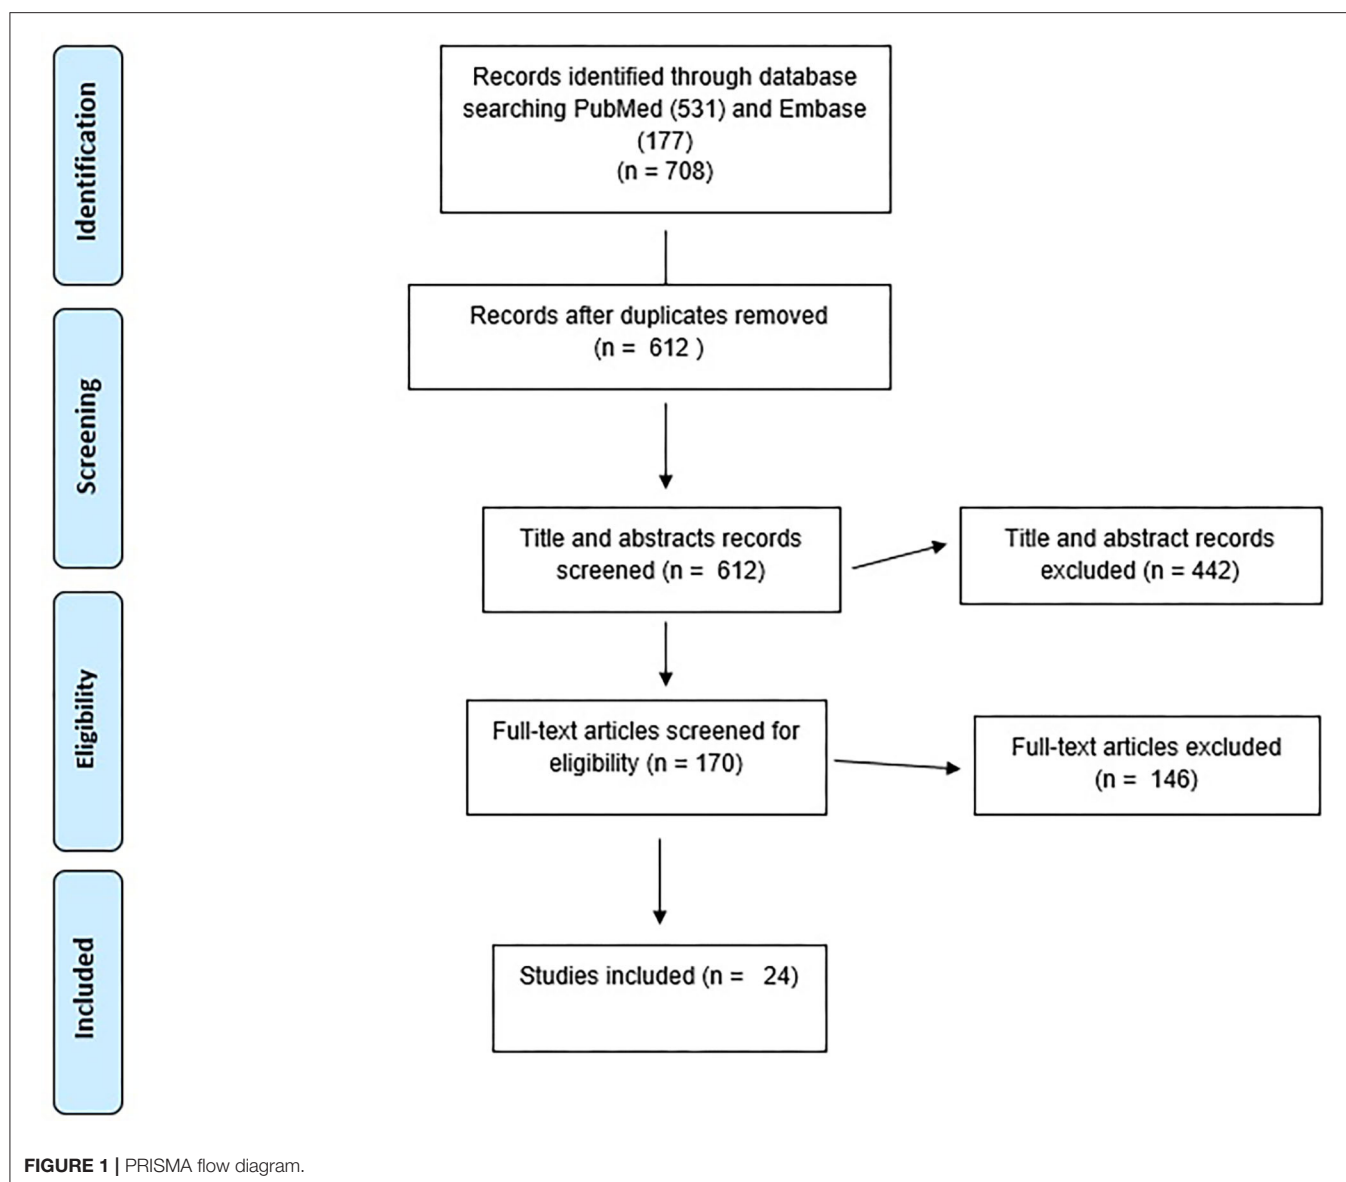 Identification
Records identified through database
searching PubMed (531) and Embase
(177)
(n = 708)
Records after duplicates removed
(n = 612 )
Screening
Title and abstracts records
screened (n = 612)
Title and abstract records
excluded (n = 442)
Eligibility
Full-text articles screened for
eligibility (n = 170)
Full-text articles excluded
(n = 146)
Included
Studies included (n = 24)
FIGURE 1 | PRISMA flow diagram.